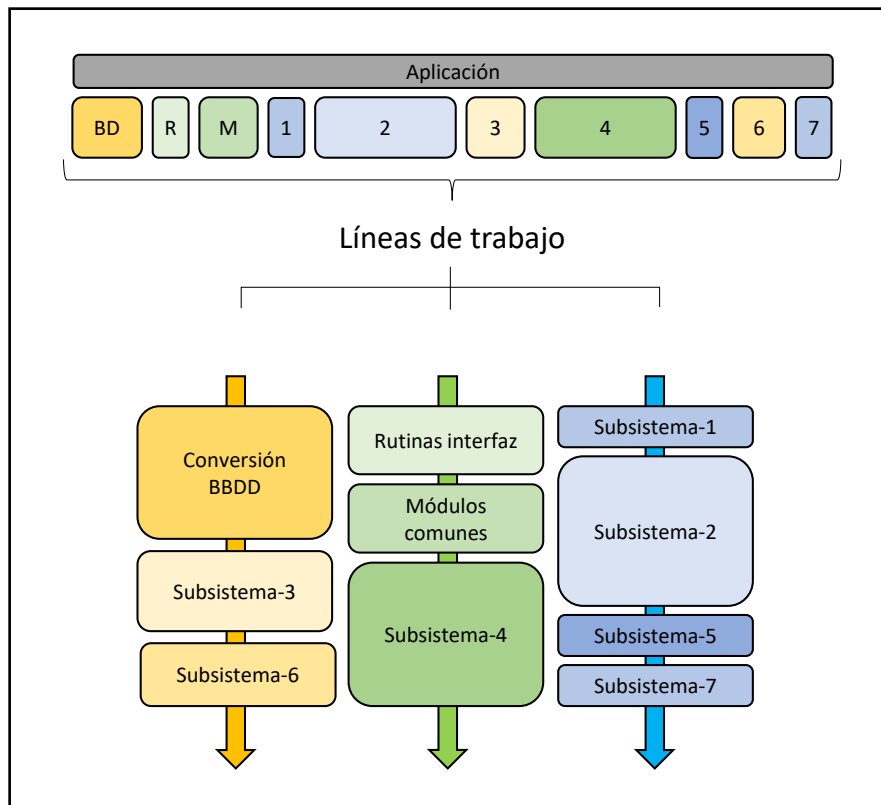 Aplicación
BD
R
M
1
2
3
4
5
6
7
Líneas de trabajo
Conversión
BBDD
Subsistema-3
Subsistema-6
Rutinas interfaz
Módulos
comunes
Subsistema-4
Subsistema-1
Subsistema-2
Subsistema-5
Subsistema-7